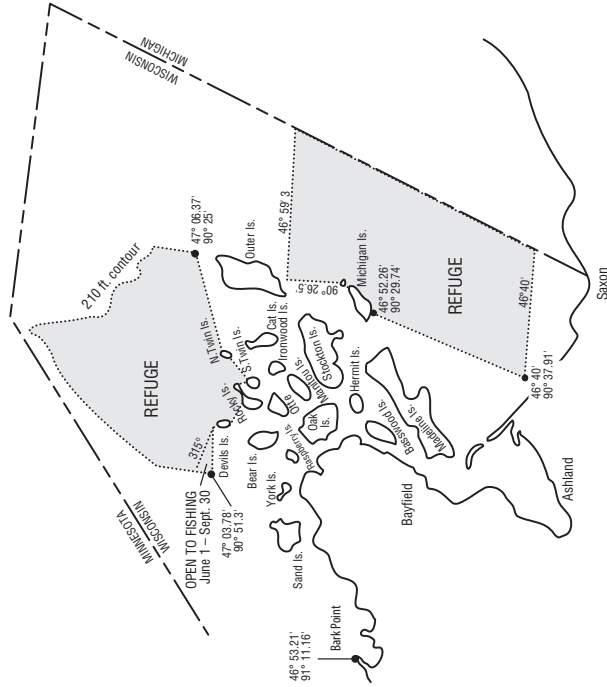 MINNESOTA
WISCONSIN
WISCONSIN
MICHIGAN
210 ft. contour
REFUGE
47° 06.37'
90° 25'
315°
OPEN TO FISHING
June 1 – Sept. 30
47° 03.78'
90° 51.3'
Devils Is.
Rocky Is.
N. Twin Is.
S. Twin Is.
Outer Is.
Cat Is.
Ironwood Is.
Bear Is.
Otte
Manitou Is.
Stockton Is.
York Is.
Raspberry Is.
Oak
Is.
Sand Is.
Hermit Is.
Basswood Is.
Madeline Is.
Michigan Is.
46° 59' 3
90° 26.5'
46° 52.26'
90° 29.74'
REFUGE
46°40'
46° 40'
90° 37.91'
46° 53.21'
91° 11.16'
Bark Point
Bayfield
Ashland
Saxon